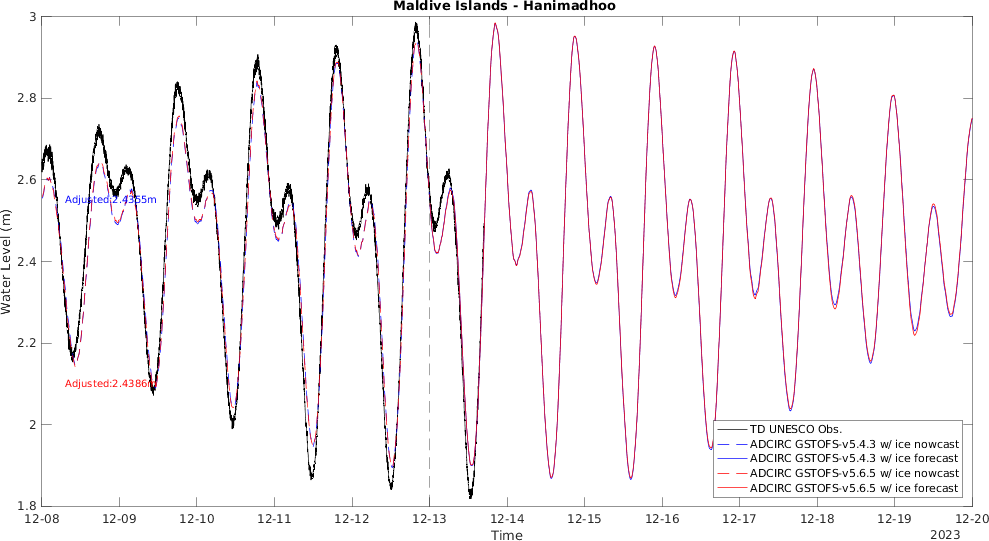 Maldive Islands - Hanimadhoo
3
2.8
2.6
2.4
2.2
2
1.8
Water Level (m)
Adjusted:2.4355m
Adjusted:2.4386m
TD UNESCO Obs.
ADCIRC GSTOFS-v5.4.3 w/ ice nowcast
ADCIRC GSTOFS-v5.4.3 w/ ice forecast
ADCIRC GSTOFS-v5.6.5 w/ ice nowcast
ADCIRC GSTOFS-v5.6.5 w/ ice forecast
12-08 12-09 12-10 12-11 12-12 12-13 12-14 12-15 12-16 12-17 12-18 12-19 12-20
Time
2023